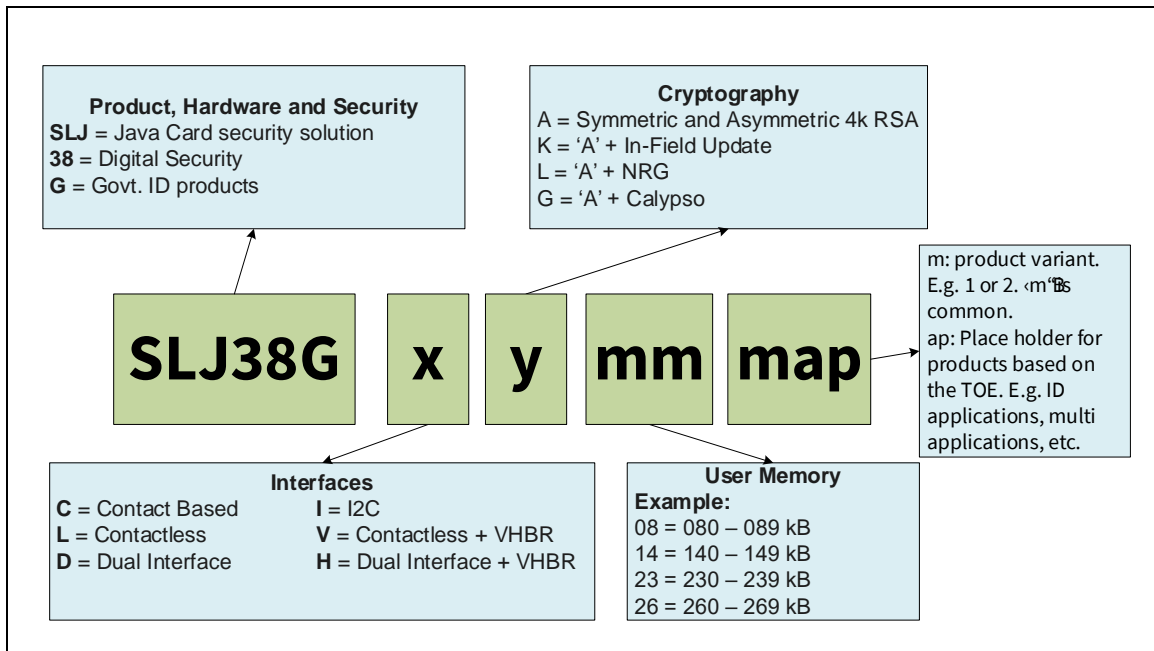 Product, Hardware and Security
SLJ = Java Card security solution
38 = Digital Security
G = Govt. ID products
Cryptography
A = Symmetric and Asymmetric 4k RSA
K = ‘A’ + In-Field Update
L = ‘A’ + NRG
G = ‘A’ + Calypso
SLJ38G x y mm map
m: product variant.
E.g. 1 or 2.
common.
ap: Place holder for
products based on
the TOE. E.g. ID
applications, multi
applications, etc.
Interfaces
C = Contact Based
L = Contactless
D = Dual Interface
I = I2C
V = Contactless + VHBR
H = Dual Interface + VHBR
User Memory
Example:
08 = 080 – 089 kB
14 = 140 – 149 kB
23 = 230 – 239 kB
26 = 260 – 269 kB